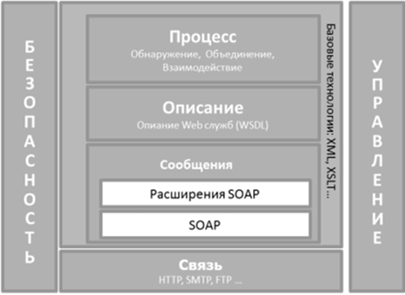 БЕЗОПАСНОСТЬ
Процесс
Обнаружение, Объединение,
Взаимодействие
Описание
Опиание Web служб (WSDL)
Сообщения
Расширения SOAP
SOAP
Базовые технологии: XML, XSLT...
Связь
HTTP, SMTP, FTP ...
УПРАВЛЕНИЕ